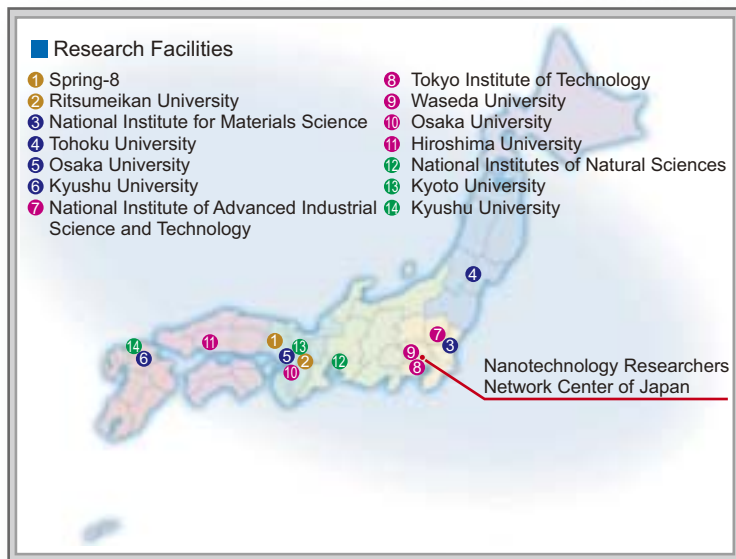 Research Facilities
1 Spring-8
2 Ritsumeikan University
3 National Institute for Materials Science
4 Tohoku University
5 Osaka University
6 Kyushu University
7 National Institute of Advanced Industrial
Science and Technology
8 Tokyo Institute of Technology
9 Waseda University
10 Osaka University
11 Hiroshima University
12 National Institutes of Natural Sciences
13 Kyoto University
14 Kyushu University
4
14
6
11
1
13
5
2
10
12
7
3
9
8
Nanotechnology Researchers
Network Center of Japan